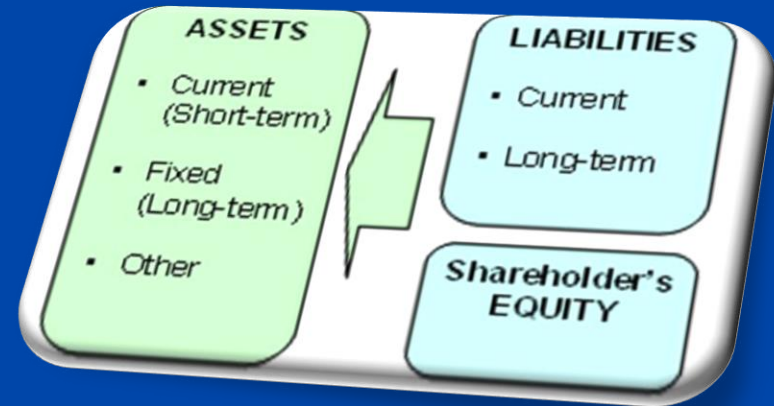 ASSETS
▪ Current
(Short-term)
▪ Fixed
(Long-term)
▪ Other
LIABILITIES
▪ Current
▪ Long-term
Shareholder's
EQUITY